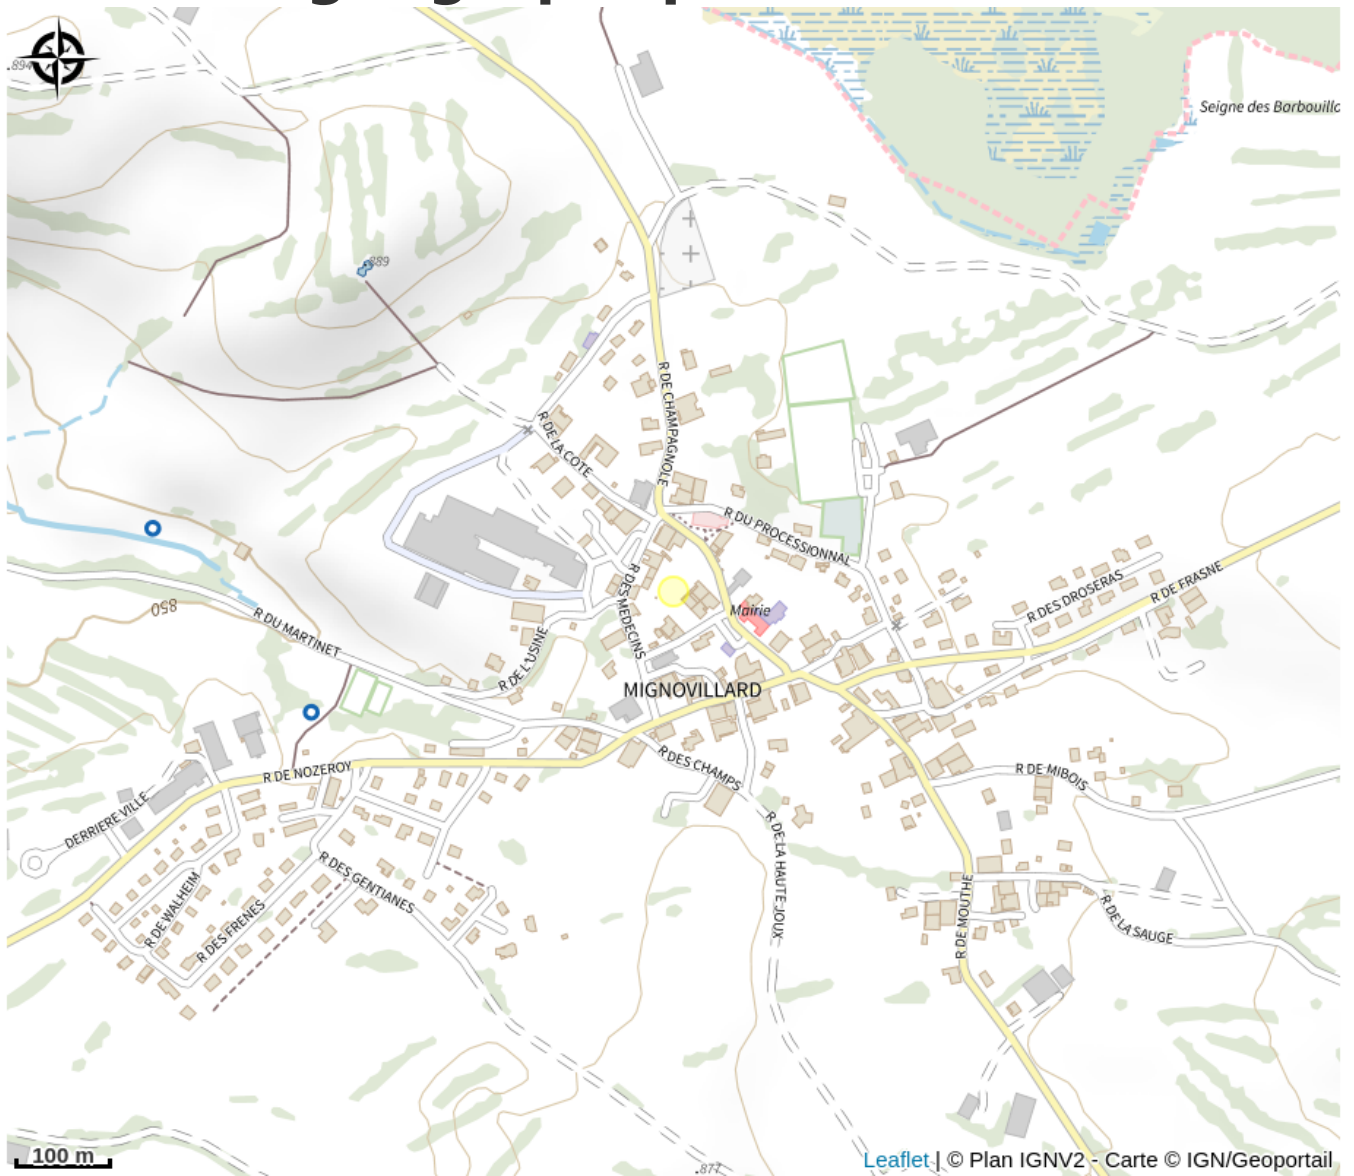 .894
Seigne des Barbouillo
889
R DE CHAMPAGNOLE
R DE LA COTE
R DU PROCESSIONNAL
R DES MEDECINS
Mairie
R DES DROSERAS
R DE FRASNE
850
R DU MARTINET
R DE L'USINE
MIGNOVILLARD
R DES CHAMPS
R DE NOZEROY
R DE MIBOIS
DERRIERE VILLE
R DE LA HAUTE JOUX
R DES GENTIANES
R DE WALHEIM
R DES FRENES
R DE MOUTHE
R DE LA SAUGE
100 m
.877
Leaflet | © Plan IGNV2 - Carte © IGN/Geoportail